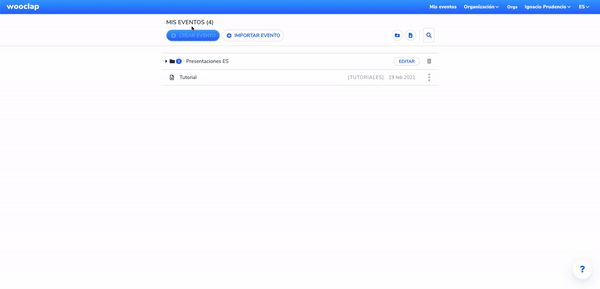 wooclap
Mis eventos Organización Orga Ignacio Prudencio ES
MIS EVENTOS (4)
CREAR EVENTO IMPORTAR EVENTO
Presentaciones ES EDITAR
Tutorial [TUTORIALES] 19 feb 2021
?